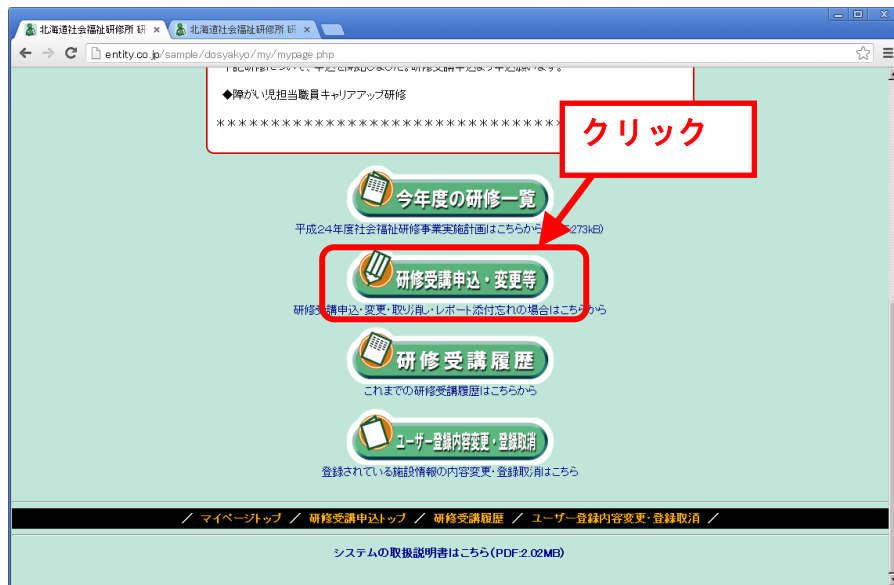 北海道社会福祉研修所 研
北海道社会福祉研修所 研
entity.co.jp/sample/dosyakyo/my/mypage.php
◆障がい児担当職員キャリアアップ研修
********************************
クリック
今年度の研修一覧
平成24年度社会福祉研修事業実施計画はこちらから
273kB)
研修受講申込・変更等
研修受講申込・変更・取り消し・レポート添付忘れの場合はこちらから
研修受講履歴
これまでの研修受講履歴はこちらから
ユーザー登録内容変更・登録取消
登録されている施設情報の内容変更・登録取消はこちら
/ マイページトップ / 研修受講申込トップ / 研修受講履歴 / ユーザー登録内容変更・登録取消 /
システムの取扱説明書はこちら(PDF:2.02MB)